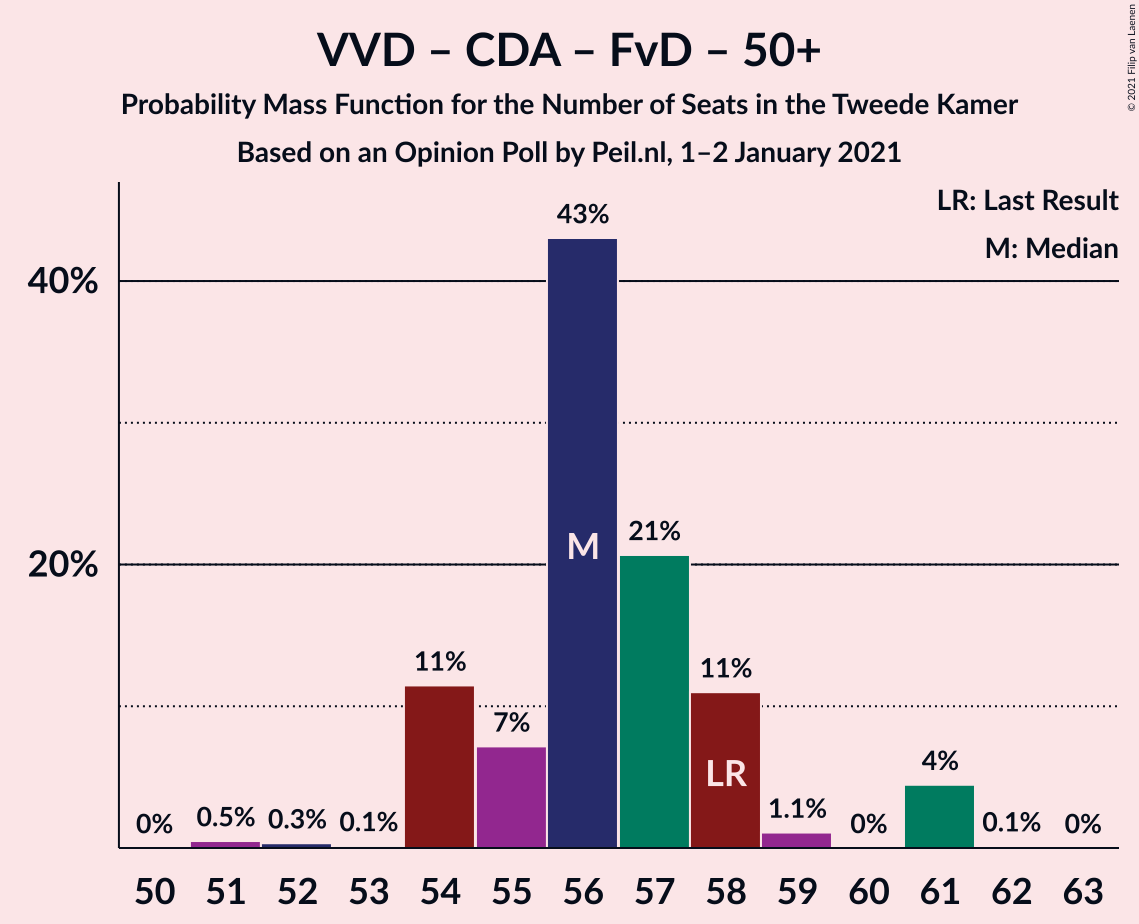 VVD – CDA – FvD – 50+
Probability Mass Function for the Number of Seats in the Tweede Kamer
Based on an Opinion Poll by Peil.nl, 1–2 January 2021
© 2021 Filip van Laenen
LR: Last Result
M: Median
40%
20%
0%
0.5%
0.3%
0.1%
11%
7%
43%
M
21%
11%
LR
1.1%
0%
4%
0.1%
0%
50 51 52 53 54 55 56 57 58 59 60 61 62 63